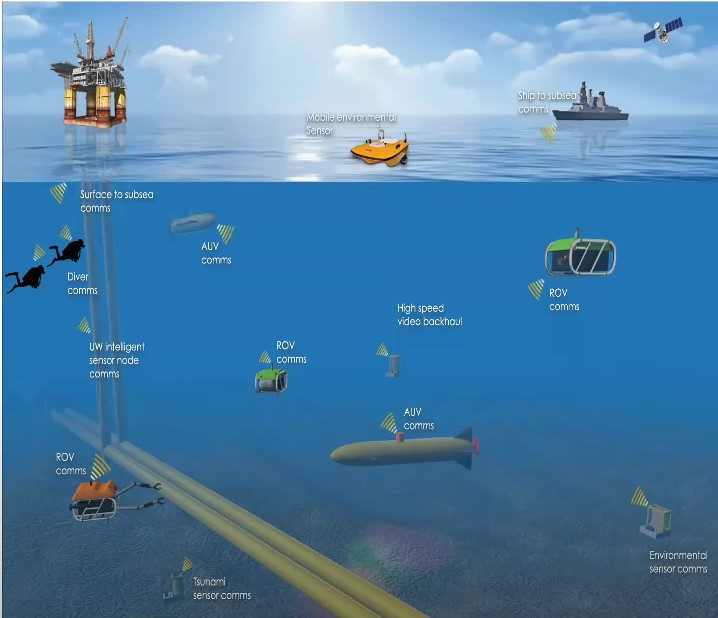 Ship to subsea
comms
Mobile environmental
Sensor
Surface to subsea
comms
AUV
comms
Diver
comms
ROV
comms
High speed
video backhaul
UW intelligent
sensor node
comms
ROV
comms
AUV
comms
ROV
comms
Environmental
sensor comms
Tsunami
sensor comms